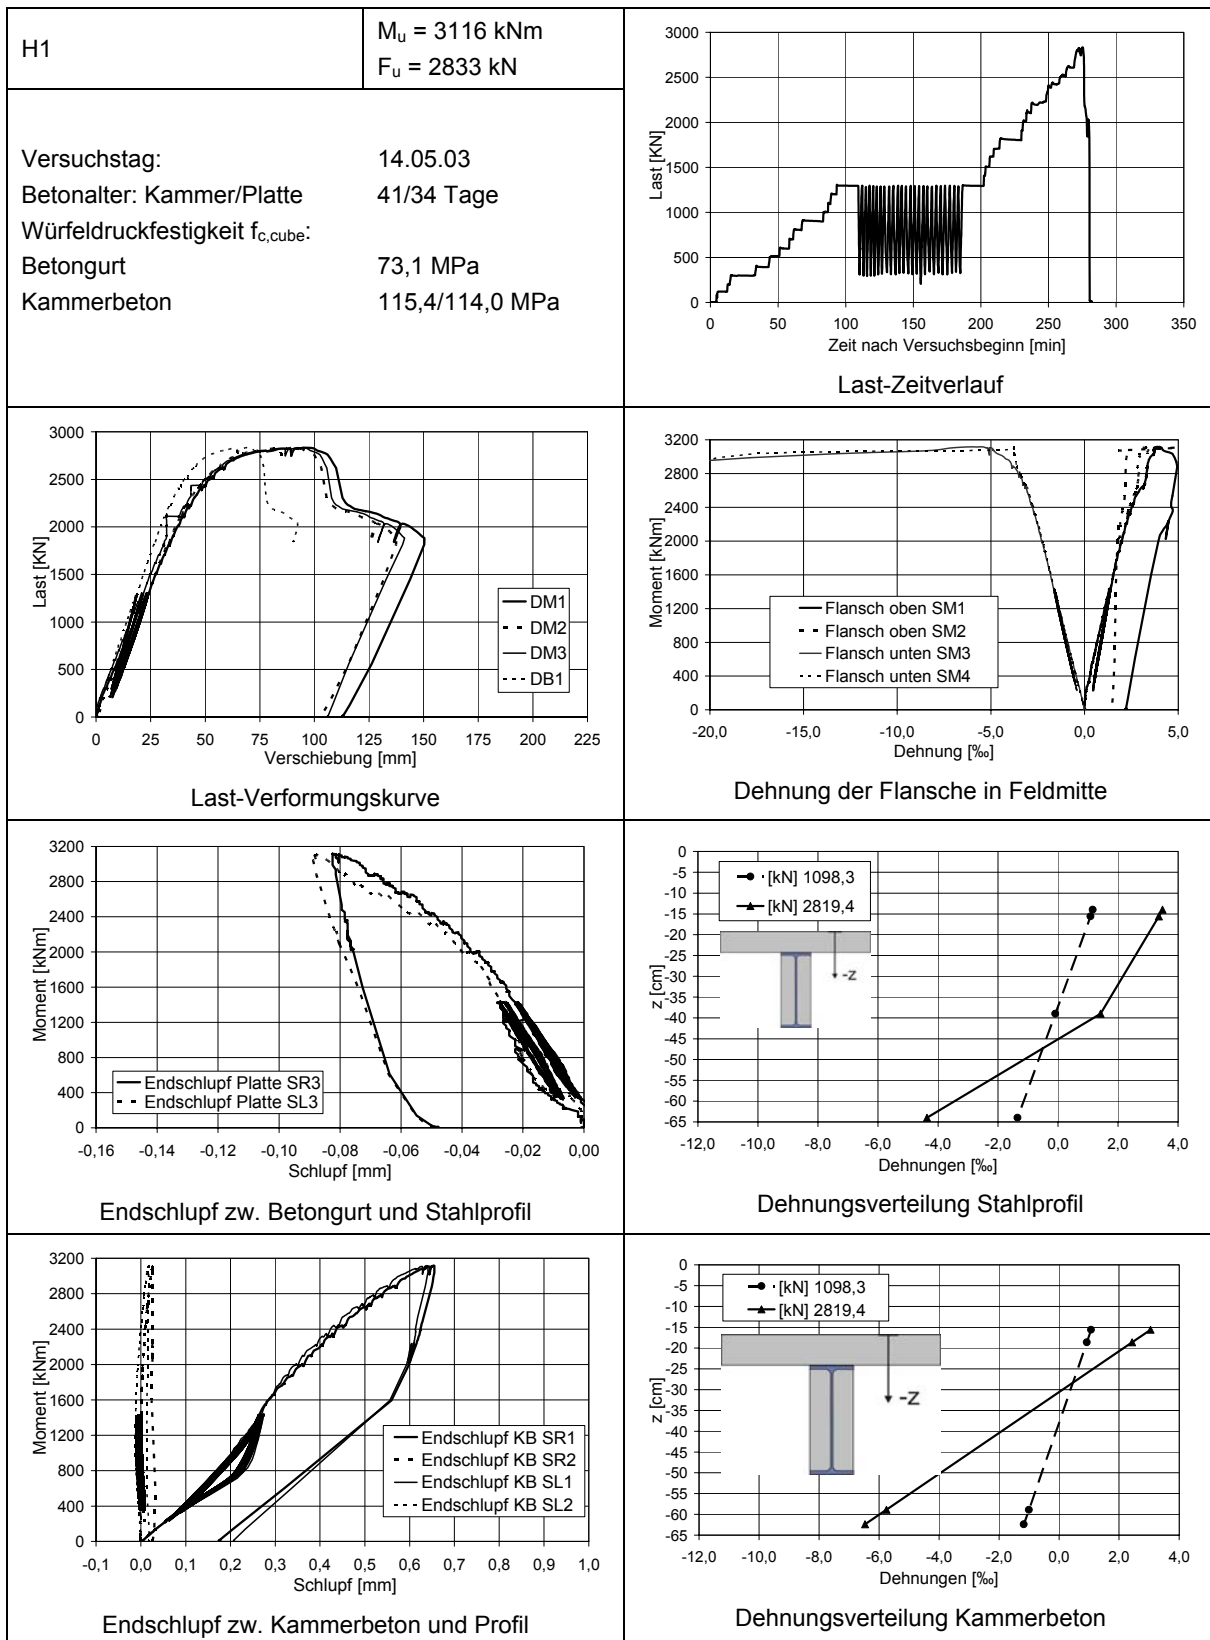 H1
Mu = 3116 kNm
Fu = 2833 kN
Versuchstag: 14.05.03
Betonalter: Kammer/Platte 41/34 Tage
Würfeldruckfestigkeit fc,cube:
Betongurt 73,1 MPa
Kammerbeton 115,4/114,0 MPa
Last [KN]
3000
2500
2000
1500
1000
500
0
0 50 100 150 200 250 300 350
Zeit nach Versuchsbeginn [min]
Last-Zeitverlauf
Last [KN]
3000
2500
2000
1500
1000
500
0
DM1
DM2
DM3
DB1
0 25 50 75 100 125 150 175 200 225
Verschiebung [mm]
Last-Verformungskurve
Moment [kNm]
3200
2800
2400
2000
1600
1200
800
400
0
Flansch oben SM1
Flansch oben SM2
Flansch unten SM3
Flansch unten SM4
-20,0 -15,0 -10,0 -5,0 0,0 5,0
Dehnung [‰]
Dehnung der Flansche in Feldmitte
Moment [kNm]
3200
2800
2400
2000
1600
1200
800
400
0
Endschlupf Platte SR3
Endschlupf Platte SL3
-0,16 -0,14 -0,12 -0,10 -0,08 -0,06 -0,04 -0,02 0,00
Schlupf [mm]
Endschlupf zw. Betongurt und Stahlprofil
z [cm]
0
-5
-10
-15
-20
-25
-30
-35
-40
-45
-50
-55
-60
-65
[kN] 1098,3
[kN] 2819,4
-z
-12,0 -10,0 -8,0 -6,0 -4,0 -2,0 0,0 2,0 4,0
Dehnungen [‰]
Dehnungsverteilung Stahlprofil
Moment [kNm]
3200
2800
2400
2000
1600
1200
800
400
0
Endschlupf KB SR1
Endschlupf KB SR2
Endschlupf KB SL1
Endschlupf KB SL2
-0,1 0,0 0,1 0,2 0,3 0,4 0,5 0,6 0,7 0,8 0,9 1,0
Schlupf [mm]
Endschlupf zw. Kammerbeton und Profil
z [cm]
0
-5
-10
-15
-20
-25
-30
-35
-40
-45
-50
-55
-60
-65
[kN] 1098,3
[kN] 2819,4
-z
-12,0 -10,0 -8,0 -6,0 -4,0 -2,0 0,0 2,0 4,0
Dehnungen [‰]
Dehnungsverteilung Kammerbeton